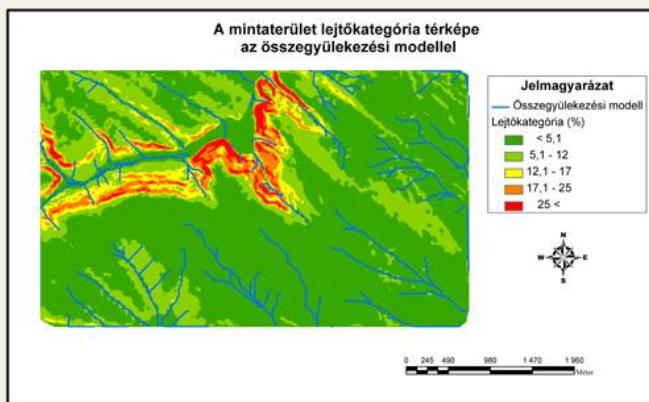 A mintaterület lejtőkategória térképe
az összegyülekezési modellel
Jelmagyarázat
Összegyülekezési modell
Lejtőkategória (%)
< 5,1
5,1 - 12
12,1 - 17
17,1 - 25
25 <
N
W E
S
0 245 490 980 1 470 1 960
Méter